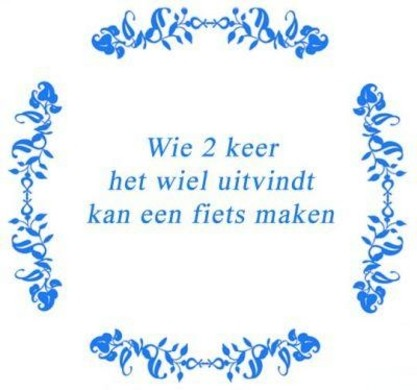 Wie 2 keer
het wiel uitvindt
kan een fiets maken